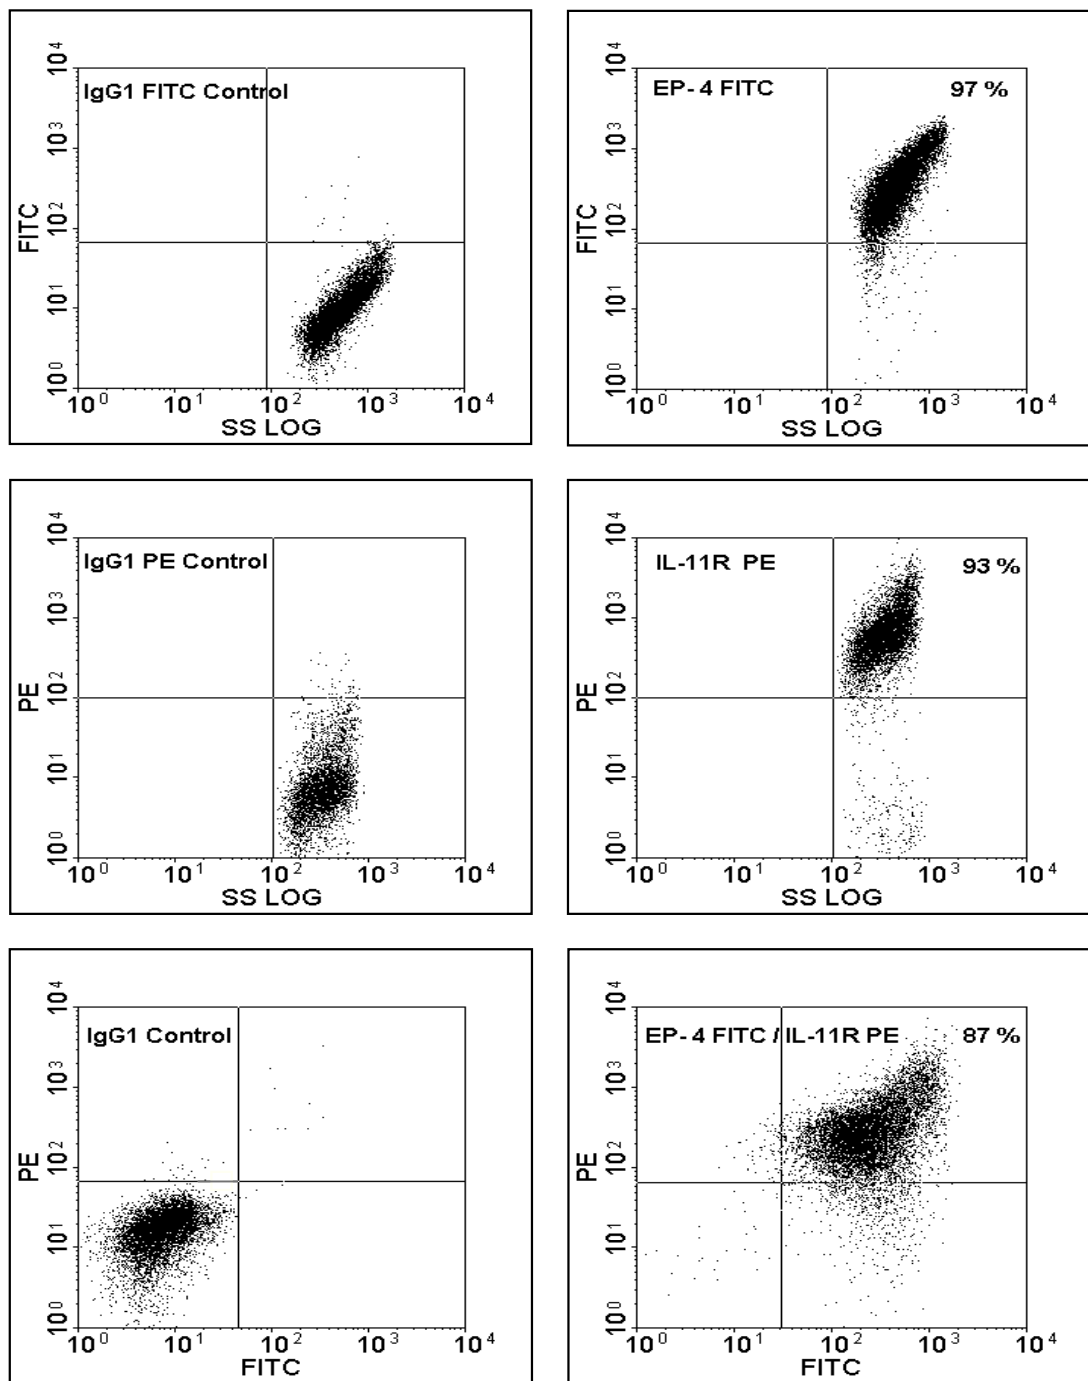 IgG1 FITC Control
FITC
10⁴
10³
10²
10¹
10⁰
10⁰ 10¹ 10² 10³ 10⁴
SS LOG
EP- 4 FITC 97 %
FITC
10⁴
10³
10²
10¹
10⁰
10⁰ 10¹ 10² 10³ 10⁴
SS LOG
IgG1 PE Control
PE
10⁴
10³
10²
10¹
10⁰
10⁰ 10¹ 10² 10³ 10⁴
SS LOG
IL-11R PE 93 %
PE
10⁴
10³
10²
10¹
10⁰
10⁰ 10¹ 10² 10³ 10⁴
SS LOG
IgG1 Control
PE
10⁴
10³
10²
10¹
10⁰
10⁰ 10¹ 10² 10³ 10⁴
FITC
EP- 4 FITC / IL-11R PE 87 %
PE
10⁴
10³
10²
10¹
10⁰
10⁰ 10¹ 10² 10³ 10⁴
FITC